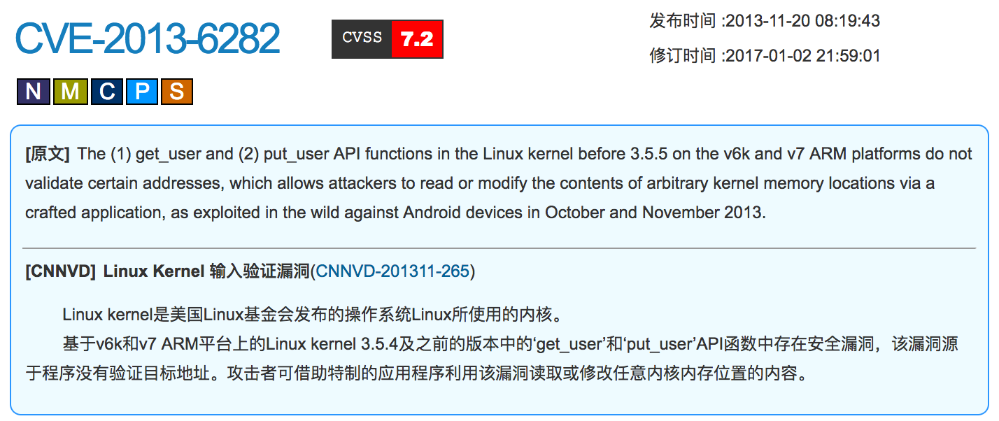 CVE-2013-6282
CVSS 7.2
发布时间 :2013-11-20 08:19:43
修订时间 :2017-01-02 21:59:01
N M C P S
[原文] The (1) get_user and (2) put_user API functions in the Linux kernel before 3.5.5 on the v6k and v7 ARM platforms do not
validate certain addresses, which allows attackers to read or modify the contents of arbitrary kernel memory locations via a
crafted application, as exploited in the wild against Android devices in October and November 2013.
[CNNVD] Linux Kernel 输入验证漏洞(CNNVD-201311-265)
Linux kernel是美国Linux基金会发布的操作系统Linux所使用的内核。
基于v6k和v7 ARM平台上的Linux kernel 3.5.4及之前的版本中的‘get_user’和‘put_user’API函数中存在安全漏洞，该漏洞源
于程序没有验证目标地址。攻击者可借助特制的应用程序利用该漏洞读取或修改任意内核内存位置的内容。